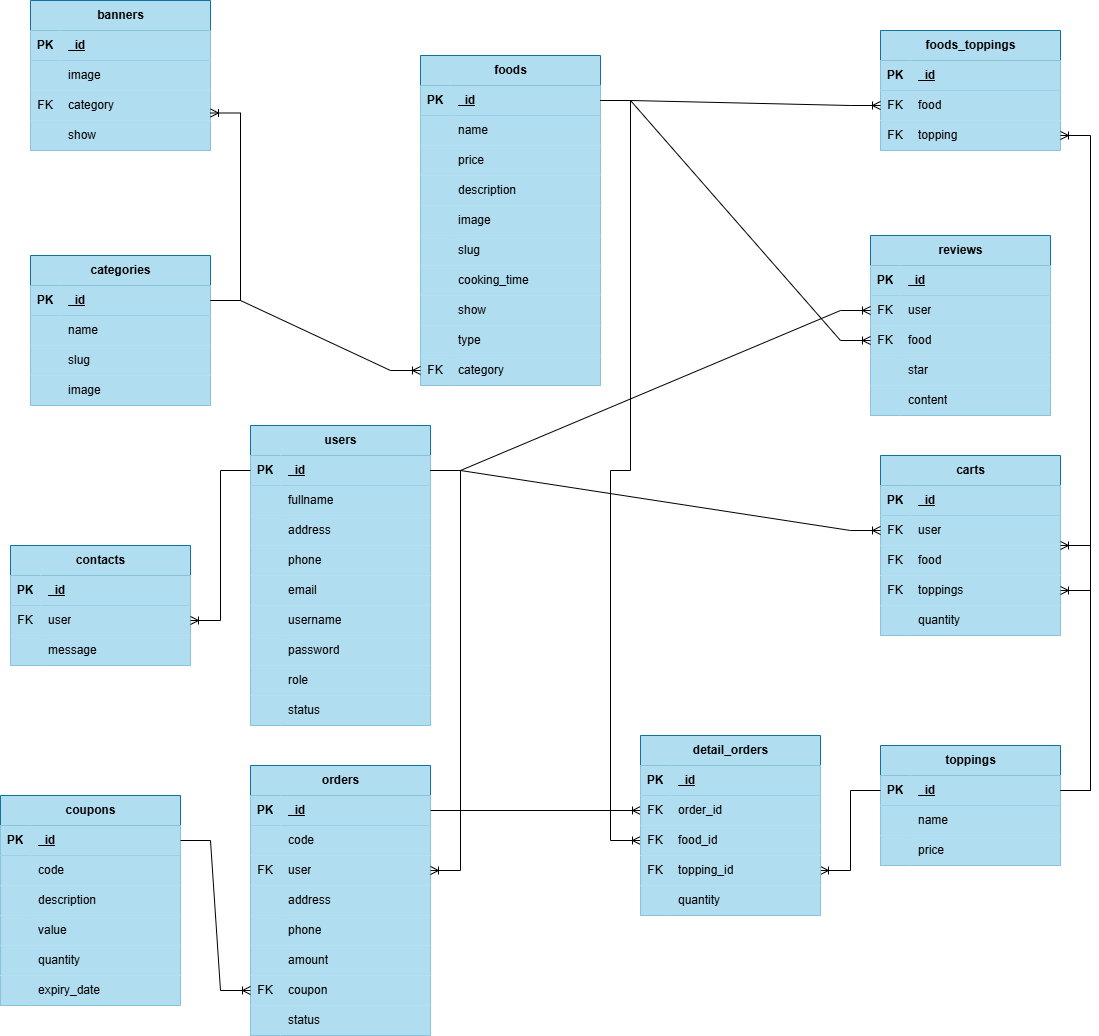 banners
PK _id
image
FK category
show
foods
PK _id
name
price
description
image
slug
cooking_time
show
type
FK category
foods_toppings
PK _id
FK food
FK topping
categories
PK _id
name
slug
image
reviews
PK _id
FK user
FK food
star
content
users
PK _id
fullname
address
phone
email
username
password
role
status
carts
PK _id
FK user
FK food
FK toppings
quantity
contacts
PK _id
FK user
message
detail_orders
PK _id
FK order_id
FK food_id
FK topping_id
quantity
toppings
PK _id
name
price
coupons
PK _id
code
description
value
quantity
expiry_date
orders
PK _id
code
FK user
address
phone
amount
FK coupon
status